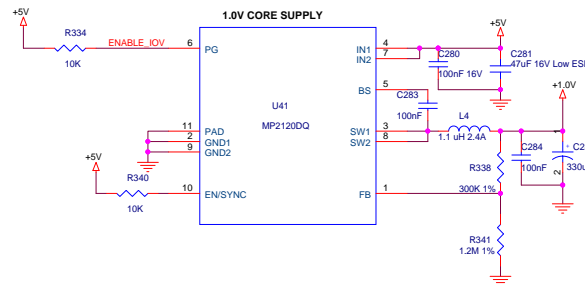 1.0V CORE SUPPLY
+5V
R334
10K
ENABLE_IOV
6
PG
U41
MP2120DQ
IN1
IN2
4
7
+5V
C280
100nF 16V
C281
47uF 16V Low ESR
BS
5
C283
100nF
SW1
SW2
3
8
L4
1.1 uH 2.4A
+1.0V
C284
100nF
1
+
2
11
2
9
PAD
GND1
GND2
+5V
R340
10K
10
EN/SYNC
FB
1
R338
300K 1%
R341
1.2M 1%